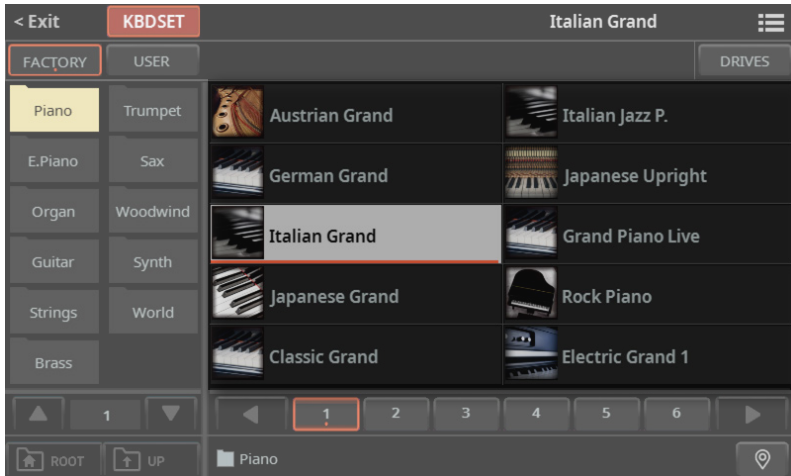 < Exit KBDSET Italian Grand
FACTORY USER DRIVES
Piano Trumpet
E.Piano Sax
Organ Woodwind
Guitar Synth
Strings World
Brass
Austrian Grand Italian Jazz P.
German Grand Japanese Upright
Italian Grand Grand Piano Live
Japanese Grand Rock Piano
Classic Grand Electric Grand 1
1
1 2 3 4 5 6
ROOT UP Piano